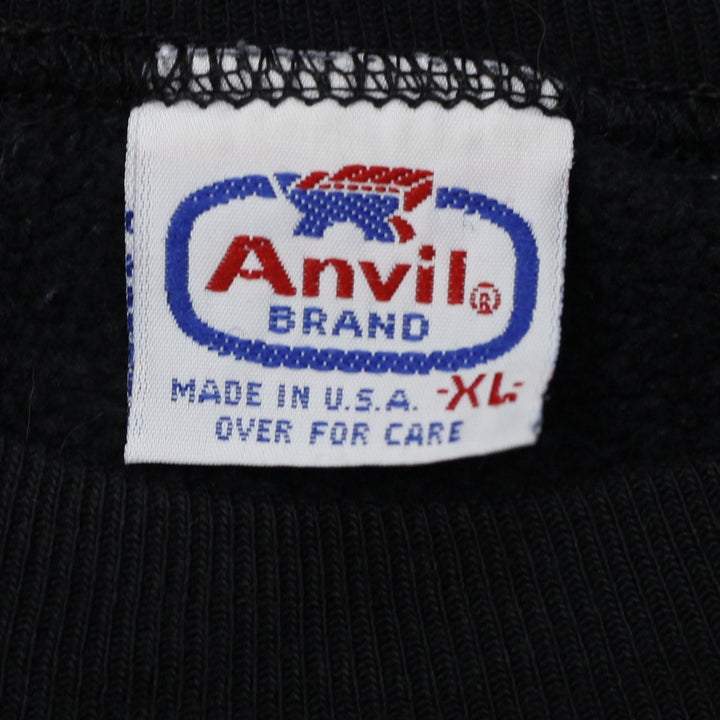 Anvil®
BRAND
MADE IN U.S.A. -XL-
OVER FOR CARE